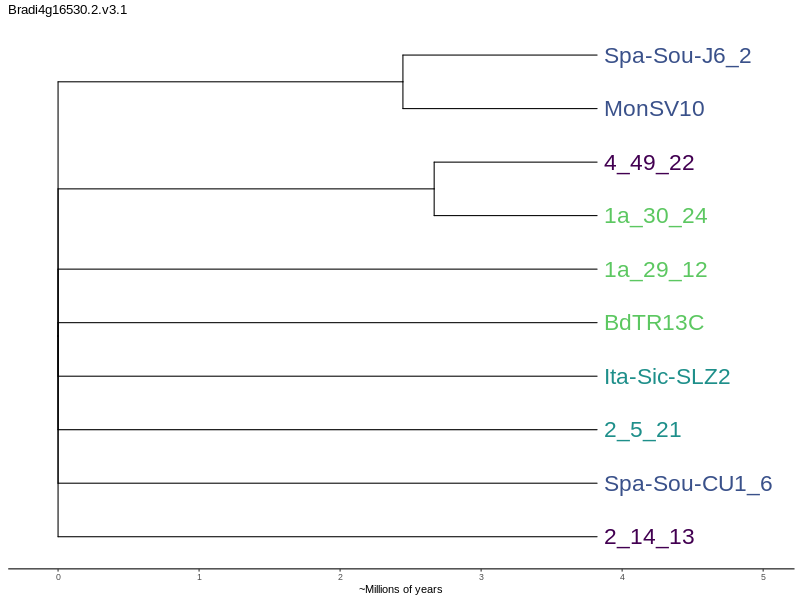 Bradi4g16530.2.v3.1
Spa-Sou-J6_2
MonSV10
4_49_22
1a_30_24
1a_29_12
BdTR13C
Ita-Sic-SLZ2
2_5_21
Spa-Sou-CU1_6
2_14_13
0 1 2 3 4 5
~Millions of years